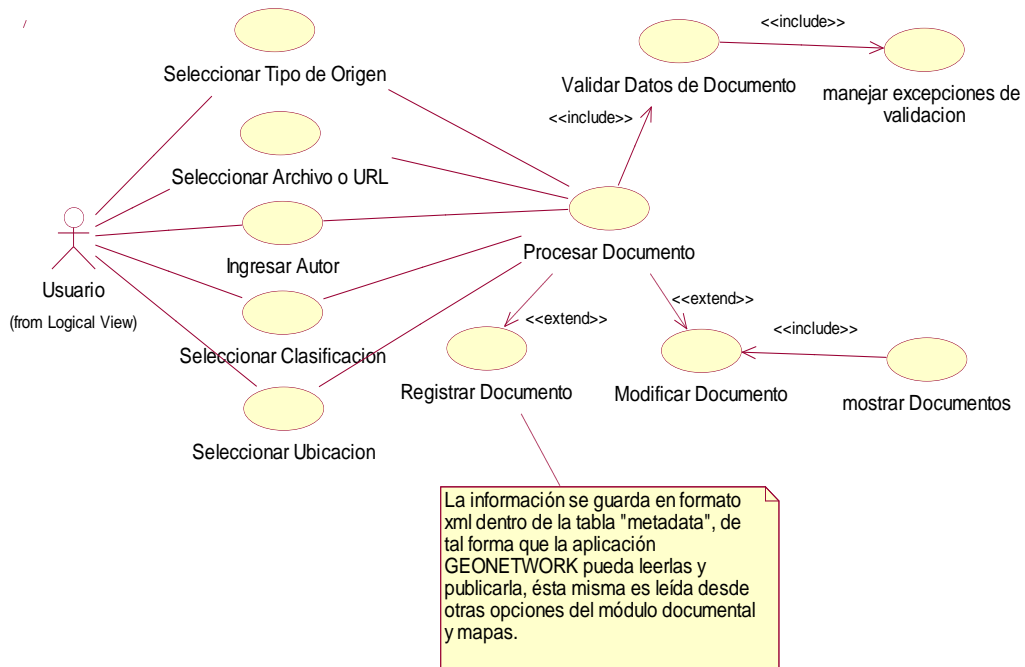 /
<<include>>
Seleccionar Tipo de Origen
Validar Datos de Documento
manejar excepciones de
validacion
<<include>>
Seleccionar Archivo o URL
Ingresar Autor
Procesar Documento
Usuario
(from Logical View)
<<extend>>
<<extend>>
<<include>>
Seleccionar Clasificacion
Registrar Documento
Modificar Documento
mostrar Documentos
Seleccionar Ubicacion
La información se guarda en formato
xml dentro de la tabla "metadata", de
tal forma que la aplicación
GEONETWORK pueda leerlas y
publicarla, ésta misma es leída desde
otras opciones del módulo documental
y mapas.